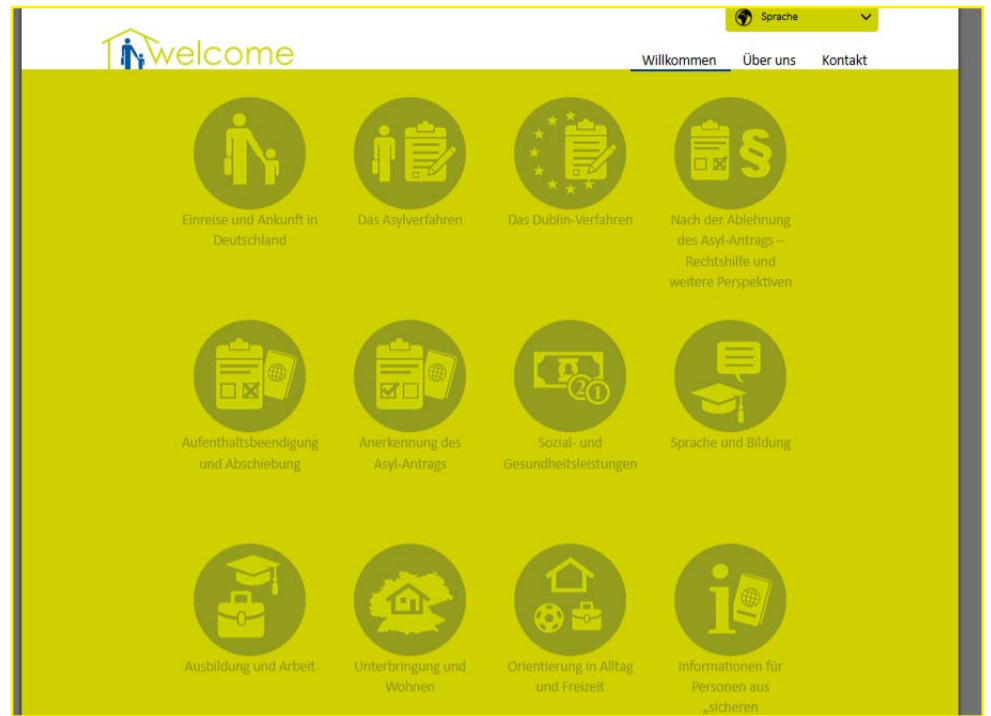 Sprache
welcome
Willkommen Über uns Kontakt
Einreise und Ankunft in
Deutschland
Das Asylverfahren
Das Dublin-Verfahren
Nach der Ablehnung
des Asyl-Antrags –
Rechtshilfe und
weitere Perspektiven
Aufenthaltsbeendigung
und Abschiebung
Anerkennung des
Asyl-Antrags
Sozial- und
Gesundheitsleistungen
Sprache und Bildung
Ausbildung und Arbeit
Unterbringung und
Wohnen
Orientierung in Alltag
und Freizeit
Informationen für
Personen aus
„sicheren